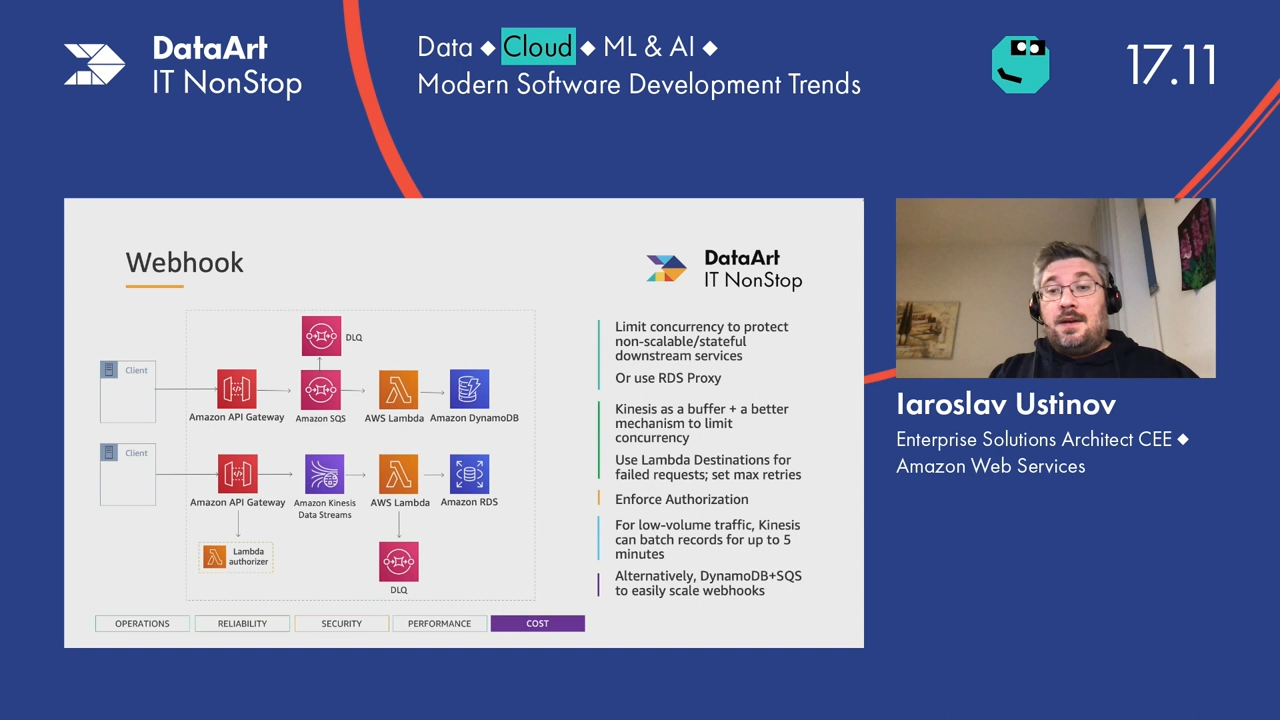 DataArt
IT NonStop
Data ◆ Cloud ◆ ML & AI ◆
Modern Software Development Trends
17.11
Webhook
DataArt
IT NonStop
DLQ
Client
Amazon API Gateway
Amazon SQS
AWS Lambda
Amazon DynamoDB
Client
Amazon API Gateway
Amazon Kinesis
Data Streams
AWS Lambda
Amazon RDS
Lambda
authorizer
DLQ
Limit concurrency to protect
non-scalable/stateful
downstream services
Or use RDS Proxy
Kinesis as a buffer + a better
mechanism to limit
concurrency
Use Lambda Destinations for
failed requests; set max retries
Enforce Authorization
For low-volume traffic, Kinesis
can batch records for up to 5
minutes
Alternatively, DynamoDB+SQS
to easily scale webhooks
OPERATIONS
RELIABILITY
SECURITY
PERFORMANCE
COST
Iaroslav Ustinov
Enterprise Solutions Architect CEE ◆
Amazon Web Services